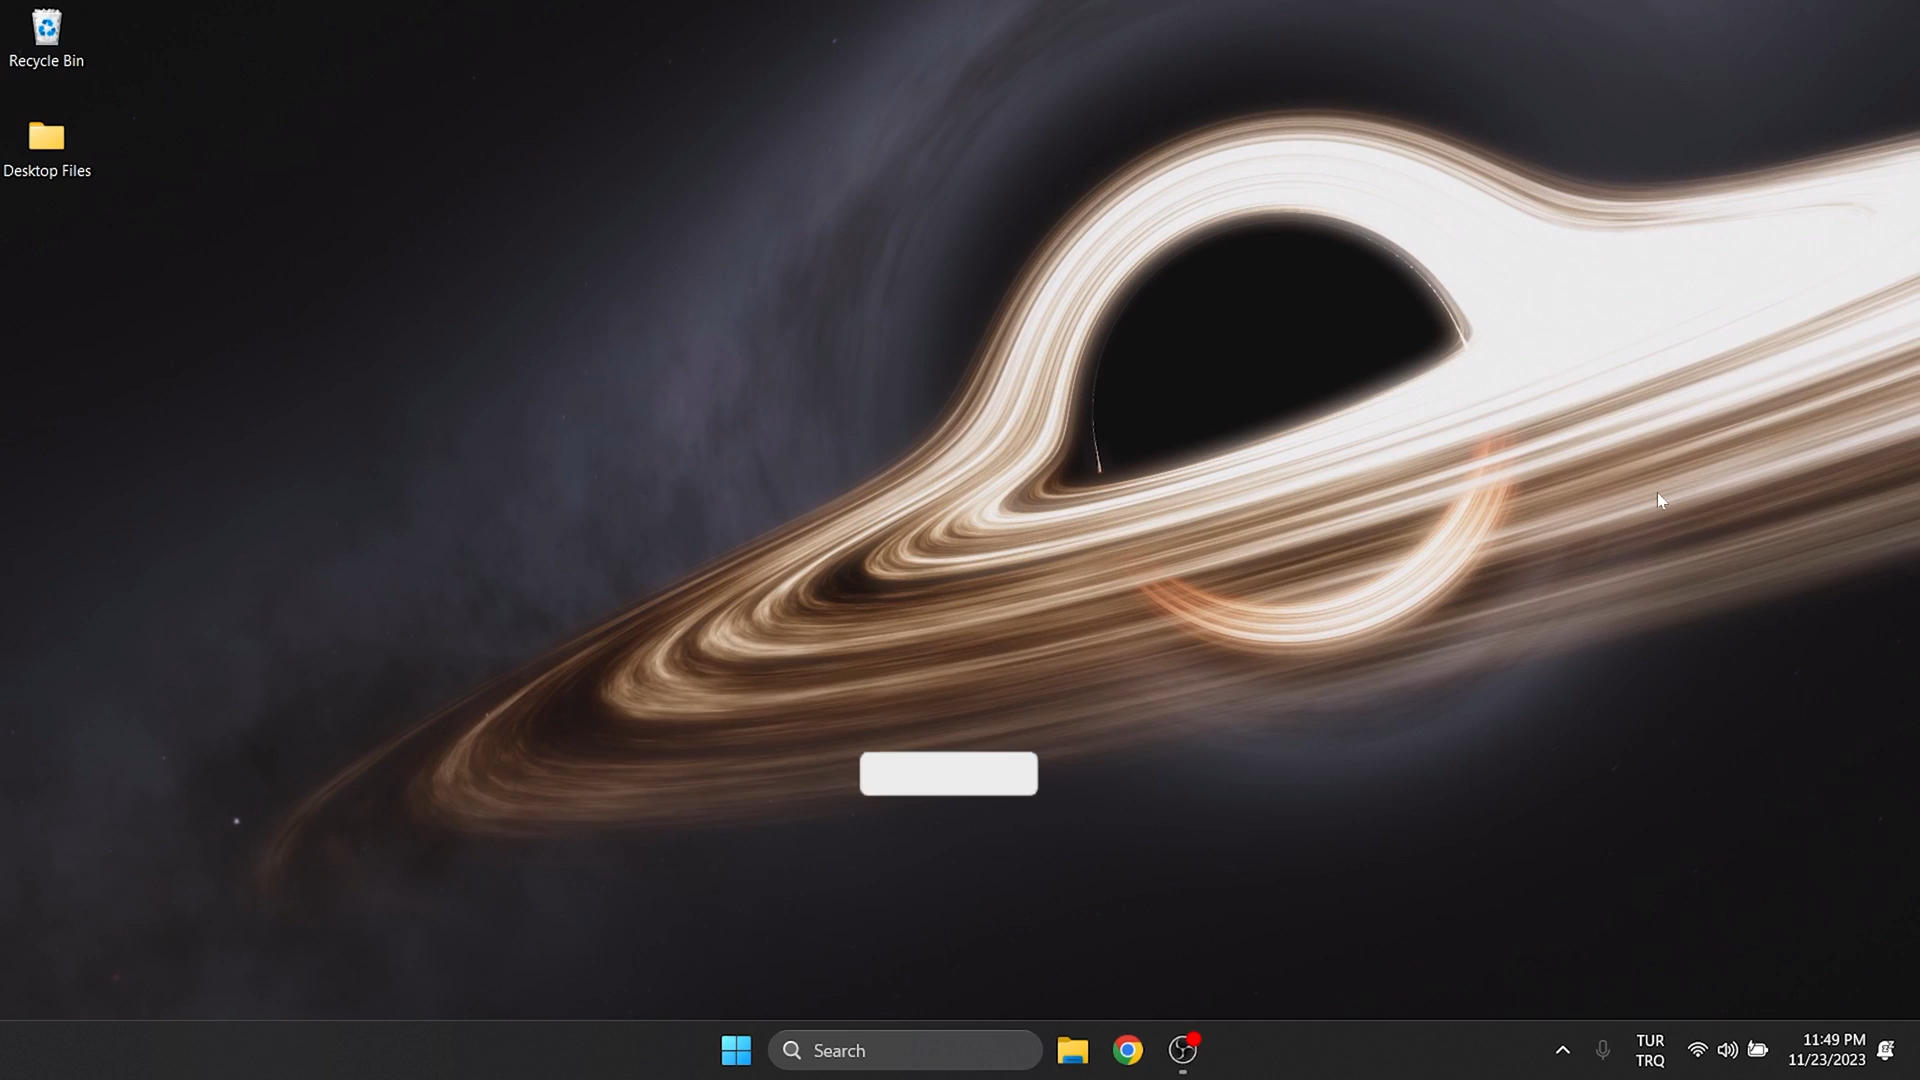 Recycle Bin
Desktop Files
Search
TUR
TRQ
11:49 PM
11/23/2023